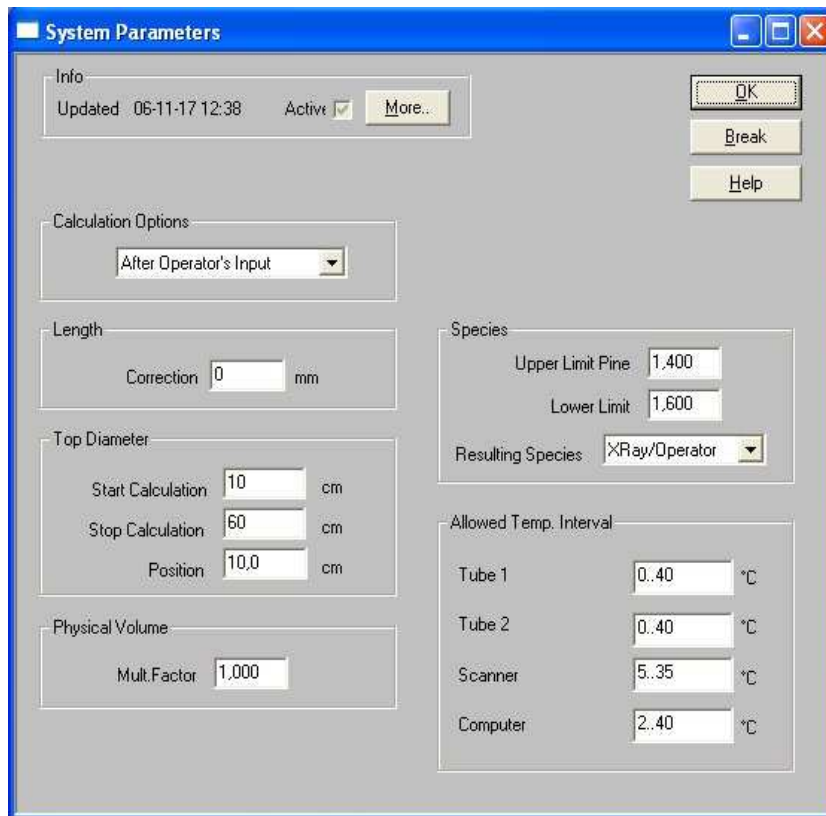 System Parameters
Info
Updated 06-11-17 12:38 Active More..
OK
Break
Help
Calculation Options
After Operator's Input
Length
Correction 0 mm
Top Diameter
Start Calculation 10 cm
Stop Calculation 60 cm
Position 10,0 cm
Physical Volume
Mult.Factor 1,000
Species
Upper Limit Pine 1,400
Lower Limit 1,600
Resulting Species XRay/Operator
Allowed Temp. Interval
Tube 1 0..40 °C
Tube 2 0..40 °C
Scanner 5..35 °C
Computer 2..40 °C